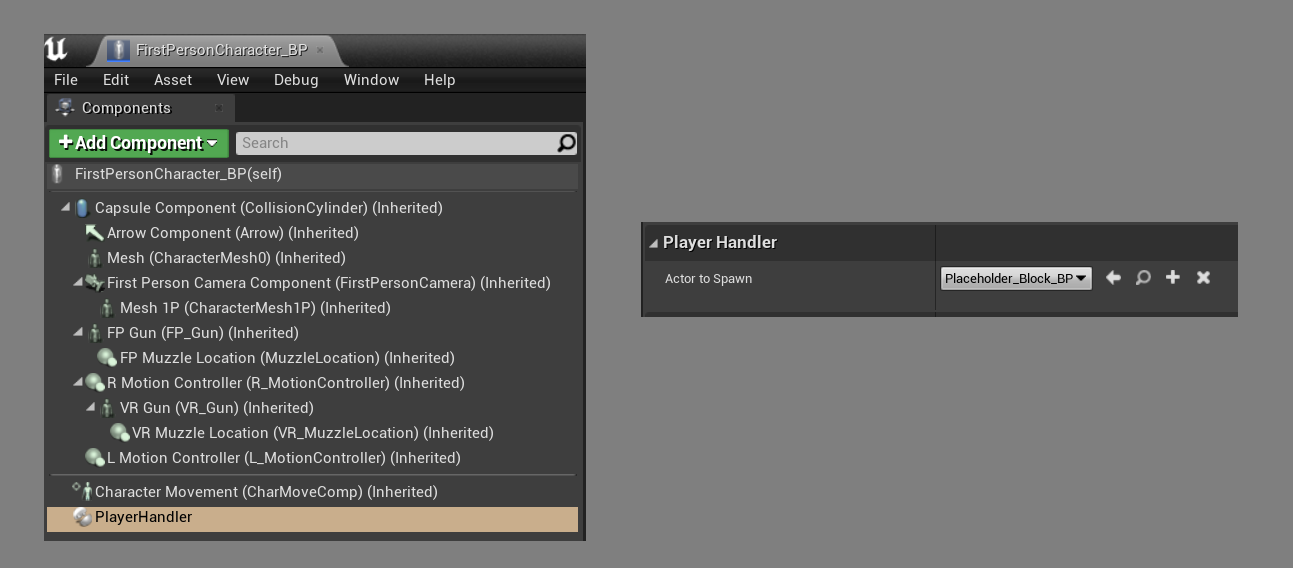 FirstPersonCharacter_BP
File Edit Asset View Debug Window Help
Components
Add Component
Search
FirstPersonCharacter_BP(self)
Capsule Component (CollisionCylinder) (Inherited)
Arrow Component (Arrow) (Inherited)
Mesh (CharacterMesh0) (Inherited)
First Person Camera Component (FirstPersonCamera) (Inherited)
Mesh 1P (CharacterMesh1P) (Inherited)
FP Gun (FP_Gun) (Inherited)
FP Muzzle Location (MuzzleLocation) (Inherited)
R Motion Controller (R_MotionController) (Inherited)
VR Gun (VR_Gun) (Inherited)
VR Muzzle Location (VR_MuzzleLocation) (Inherited)
L Motion Controller (L_MotionController) (Inherited)
Character Movement (CharMoveComp) (Inherited)
PlayerHandler
Player Handler
Actor to Spawn Placeholder_Block_BP